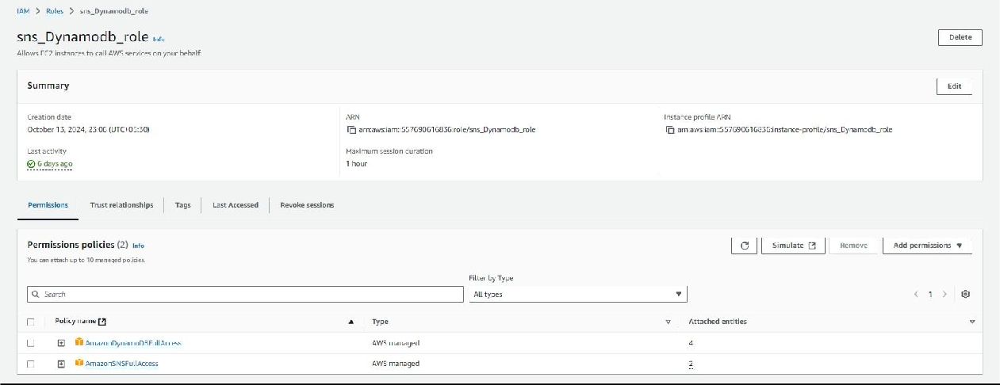 IAM > Roles > sns_Dynamodb_role
sns_Dynamodb_role Info
Delete
Allows EC2 instances to call AWS services on your behalf.
Summary
Edit
Creation date
October 13, 2024, 23:06 (UTC+05:30)
ARN
arn:aws:iam::557690616836:role/sns_Dynamodb_role
Instance profile ARN
arn:aws:iam::557690616836:instance-profile/sns_Dynamodb_role
Last activity
6 days ago
Maximum session duration
1 hour
Permissions
Trust relationships
Tags
Last Accessed
Revoke sessions
Permissions policies (2) Info
You can attach up to 10 managed policies.
Simulate
Remove
Add permissions
Filter by Type
Search
All types
1
Policy name
Type
Attached entities
AmazonDynamoDBFullAccess
AWS managed
4
AmazonSNSFullAccess
AWS managed
2